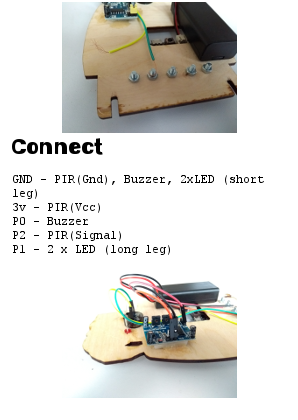 Connect
GND - PIR(Gnd), Buzzer, 2xLED (short
leg)
3v - PIR(Vcc)
P0 - Buzzer
P2 - PIR(Signal)
P1 - 2 x LED (long leg)